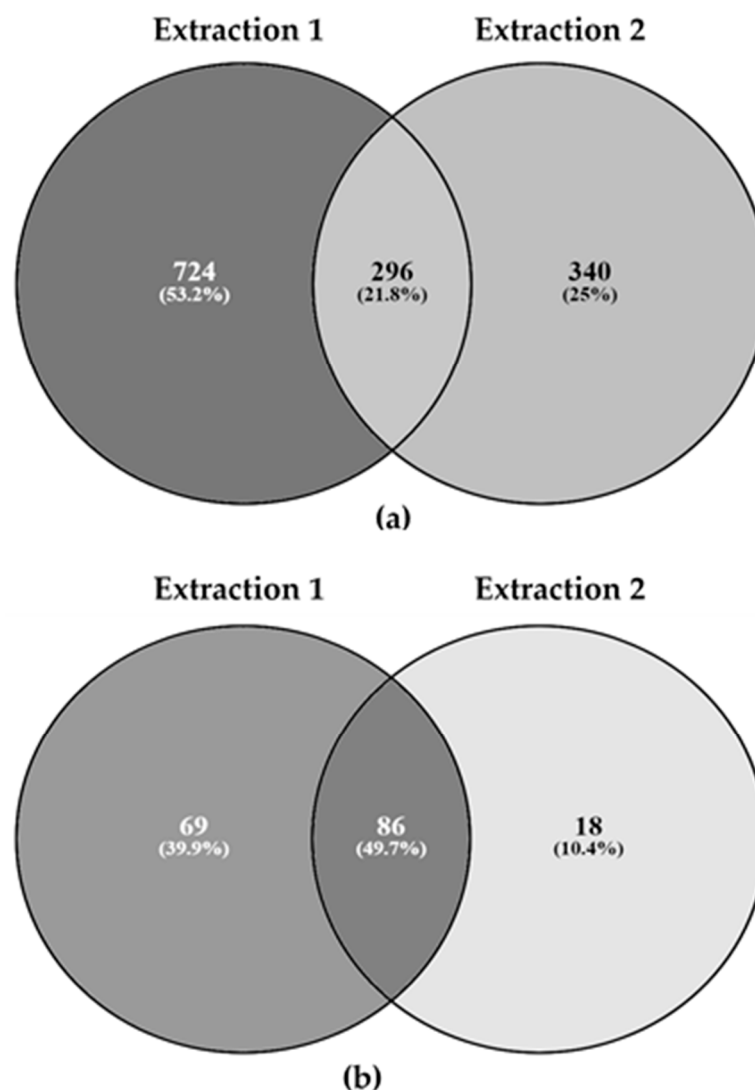 Extraction 1 Extraction 2
724 296 340
(53.2%) (21.8%) (25%)
(a)
Extraction 1 Extraction 2
69 86 18
(39.9%) (49.7%) (10.4%)
(b)